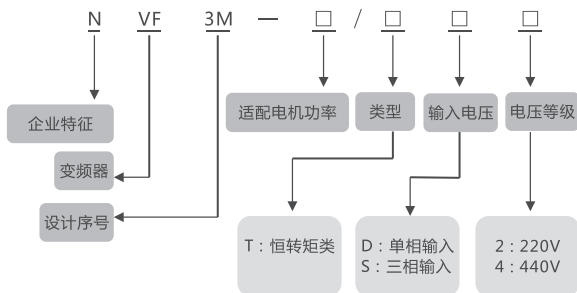 N VF 3M — □ / □ □ □
企业特征
变频器
设计序号
适配电机功率
类型
输入电压
电压等级
T：恒转矩类
D：单相输入
S：三相输入
2：220V
4：440V